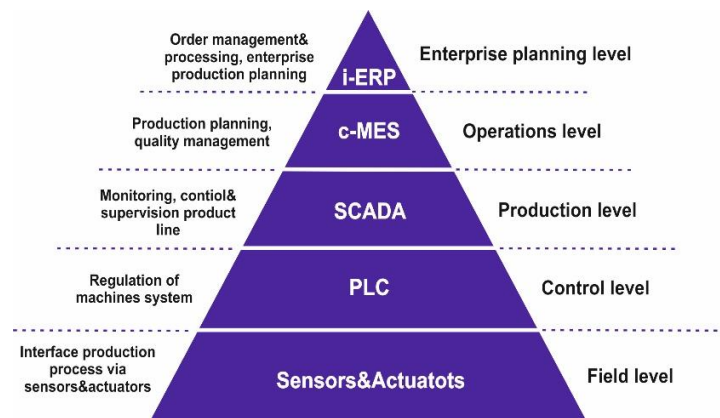 Order management&
processing, enterprise
production planning
i-ERP
Enterprise planning level
Production planning,
quality management
c-MES
Operations level
Monitoring, contiol&
supervision product
line
SCADA
Production level
Regulation of
machines system
PLC
Control level
Interface production
process via
sensors&actuators
Sensors&Actuatots
Field level